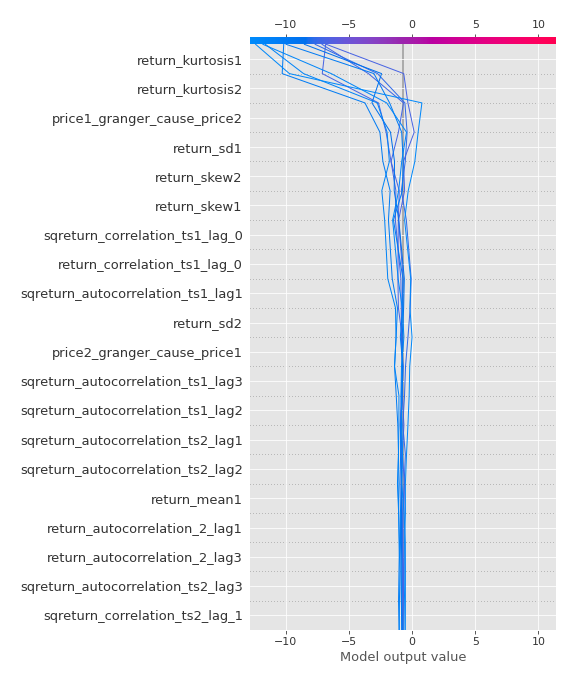 −10 −5 0 5 10
return_kurtosis1
return_kurtosis2
price1_granger_cause_price2
return_sd1
return_skew2
return_skew1
sqreturn_correlation_ts1_lag_0
return_correlation_ts1_lag_0
sqreturn_autocorrelation_ts1_lag1
return_sd2
price2_granger_cause_price1
sqreturn_autocorrelation_ts1_lag3
sqreturn_autocorrelation_ts1_lag2
sqreturn_autocorrelation_ts2_lag1
sqreturn_autocorrelation_ts2_lag2
return_mean1
return_autocorrelation_2_lag1
return_autocorrelation_2_lag3
sqreturn_autocorrelation_ts2_lag3
sqreturn_correlation_ts2_lag_1
−10 −5 0 5 10
Model output value